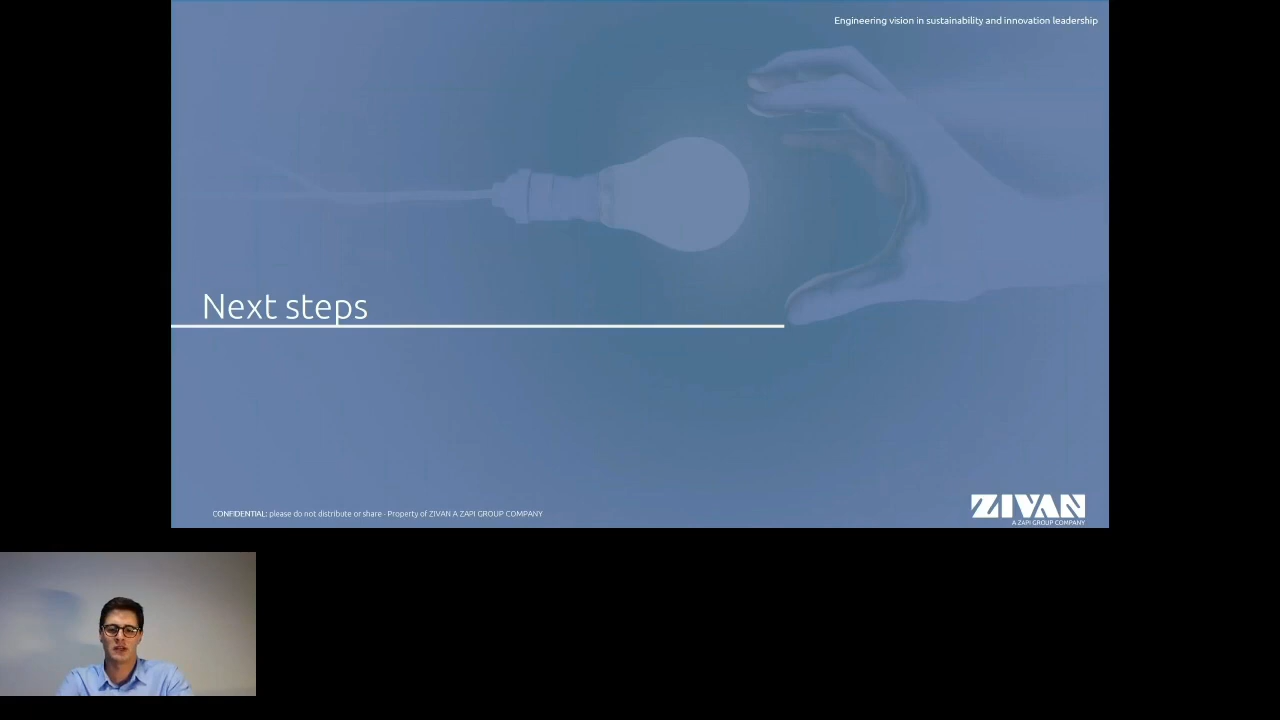 Engineering vision in sustainability and innovation leadership
Next steps
CONFIDENTIAL: please do not distribute or share - Property of ZIVAN A ZAPI GROUP COMPANY
ZIVAN
A ZAPI GROUP COMPANY